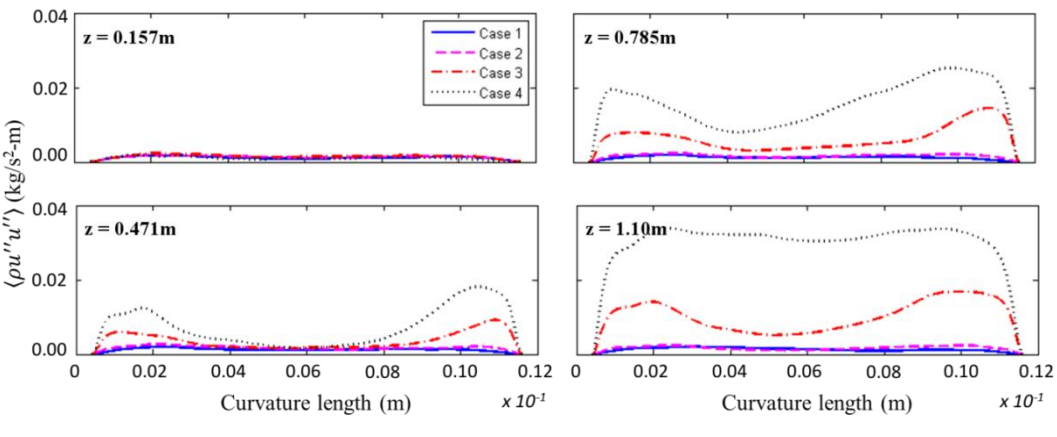 0.04
0.02
0.00
z = 0.157m
Case 1
Case 2
Case 3
Case 4
z = 0.785m
⟨ρu′′u′′⟩ (kg/s²-m)
0.04
0.02
0.00
z = 0.471m
0 0.02 0.04 0.06 0.08 0.10 0.12
Curvature length (m) x 10⁻¹
z = 1.10m
0 0.02 0.04 0.06 0.08 0.10 0.12
Curvature length (m) x 10⁻¹